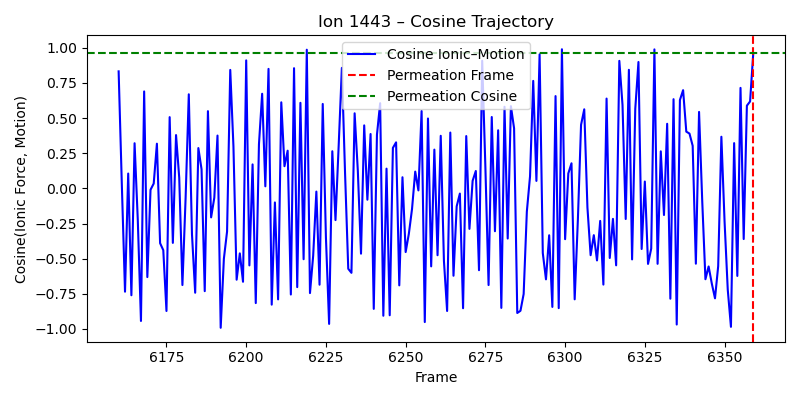 Ion 1443 – Cosine Trajectory
Cosine(Ionic Force, Motion)
1.00
0.75
0.50
0.25
0.00
−0.25
−0.50
−0.75
−1.00
Cosine Ionic–Motion
Permeation Frame
Permeation Cosine
6175 6200 6225 6250 6275 6300 6325 6350
Frame